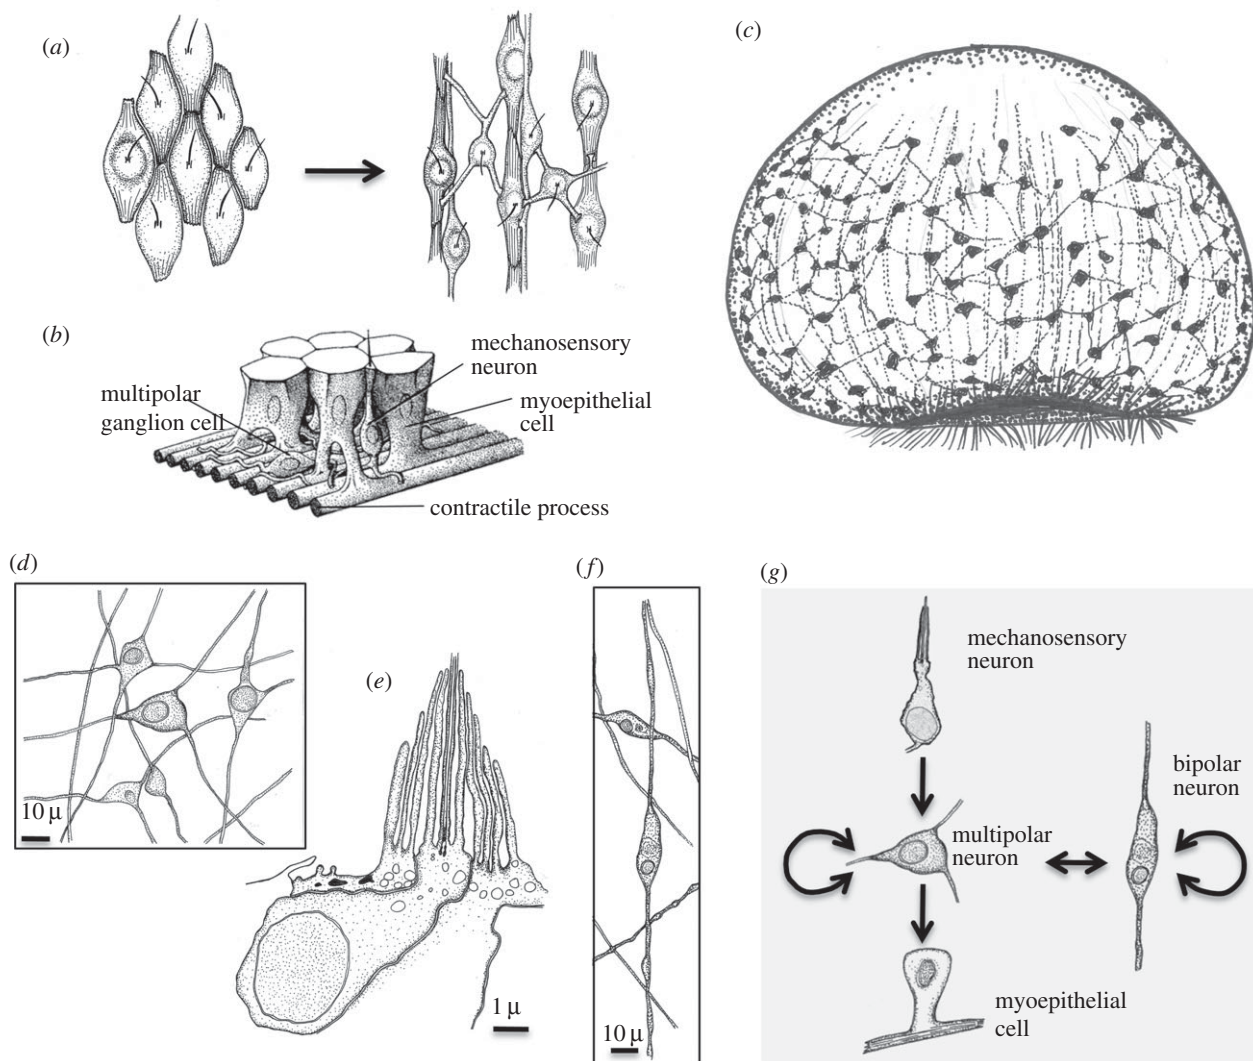 (a)
(c)
(b)
mechanosensory
neuron
multipolar
ganglion cell
myoepithelial
cell
contractile process
(d)
10 μ
(e)
1 μ
(f)
10 μ
(g)
mechanosensory
neuron
bipolar
neuron
multipolar
neuron
myoepithelial
cell